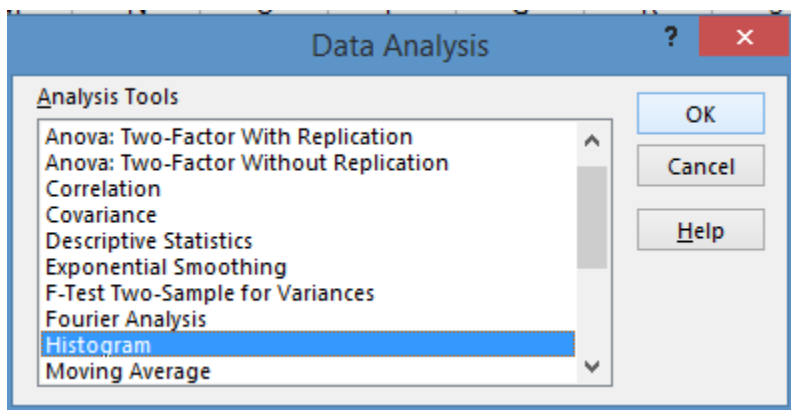 Data Analysis
?
×
Analysis Tools
Anova: Two-Factor With Replication
Anova: Two-Factor Without Replication
Correlation
Covariance
Descriptive Statistics
Exponential Smoothing
F-Test Two-Sample for Variances
Fourier Analysis
Histogram
Moving Average
OK
Cancel
Help